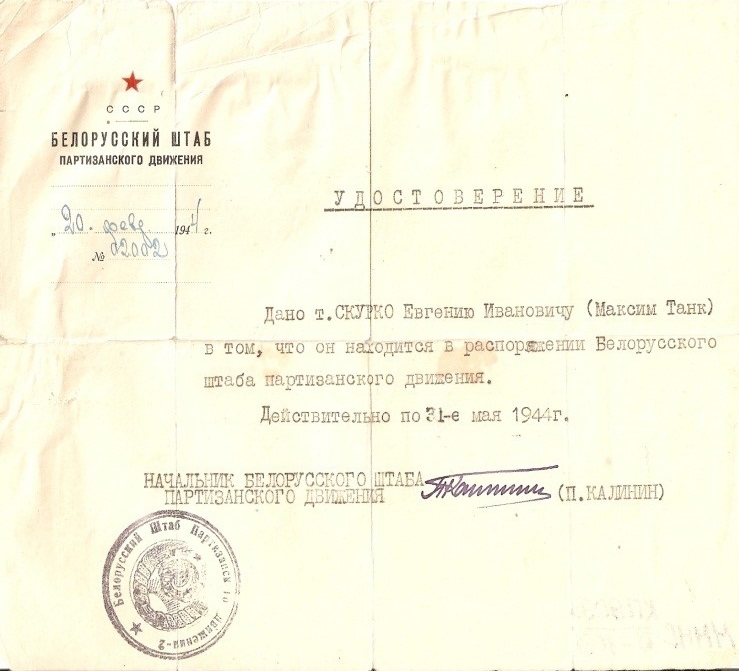 СССР
БЕЛОРУССКИЙ ШТАБ
ПАРТИЗАНСКОГО ДВИЖЕНИЯ
„20. февр 1944 г.
№ 02002
УДОСТОВЕРЕНИЕ
Дано т.СКУРКО Евгению Ивановичу (Максим Танк)
в том, что он находится в распоряжении Белорусского
штаба партизанского движения.
Действительно по 31-е мая 1944г.
НАЧАЛЬНИК БЕЛОРУССКОГО ШТАБА
ПАРТИЗАНСКОГО ДВИЖЕНИЯ
(П.КАЛИНИН)
Белорусский Штаб Партизанского движения-2